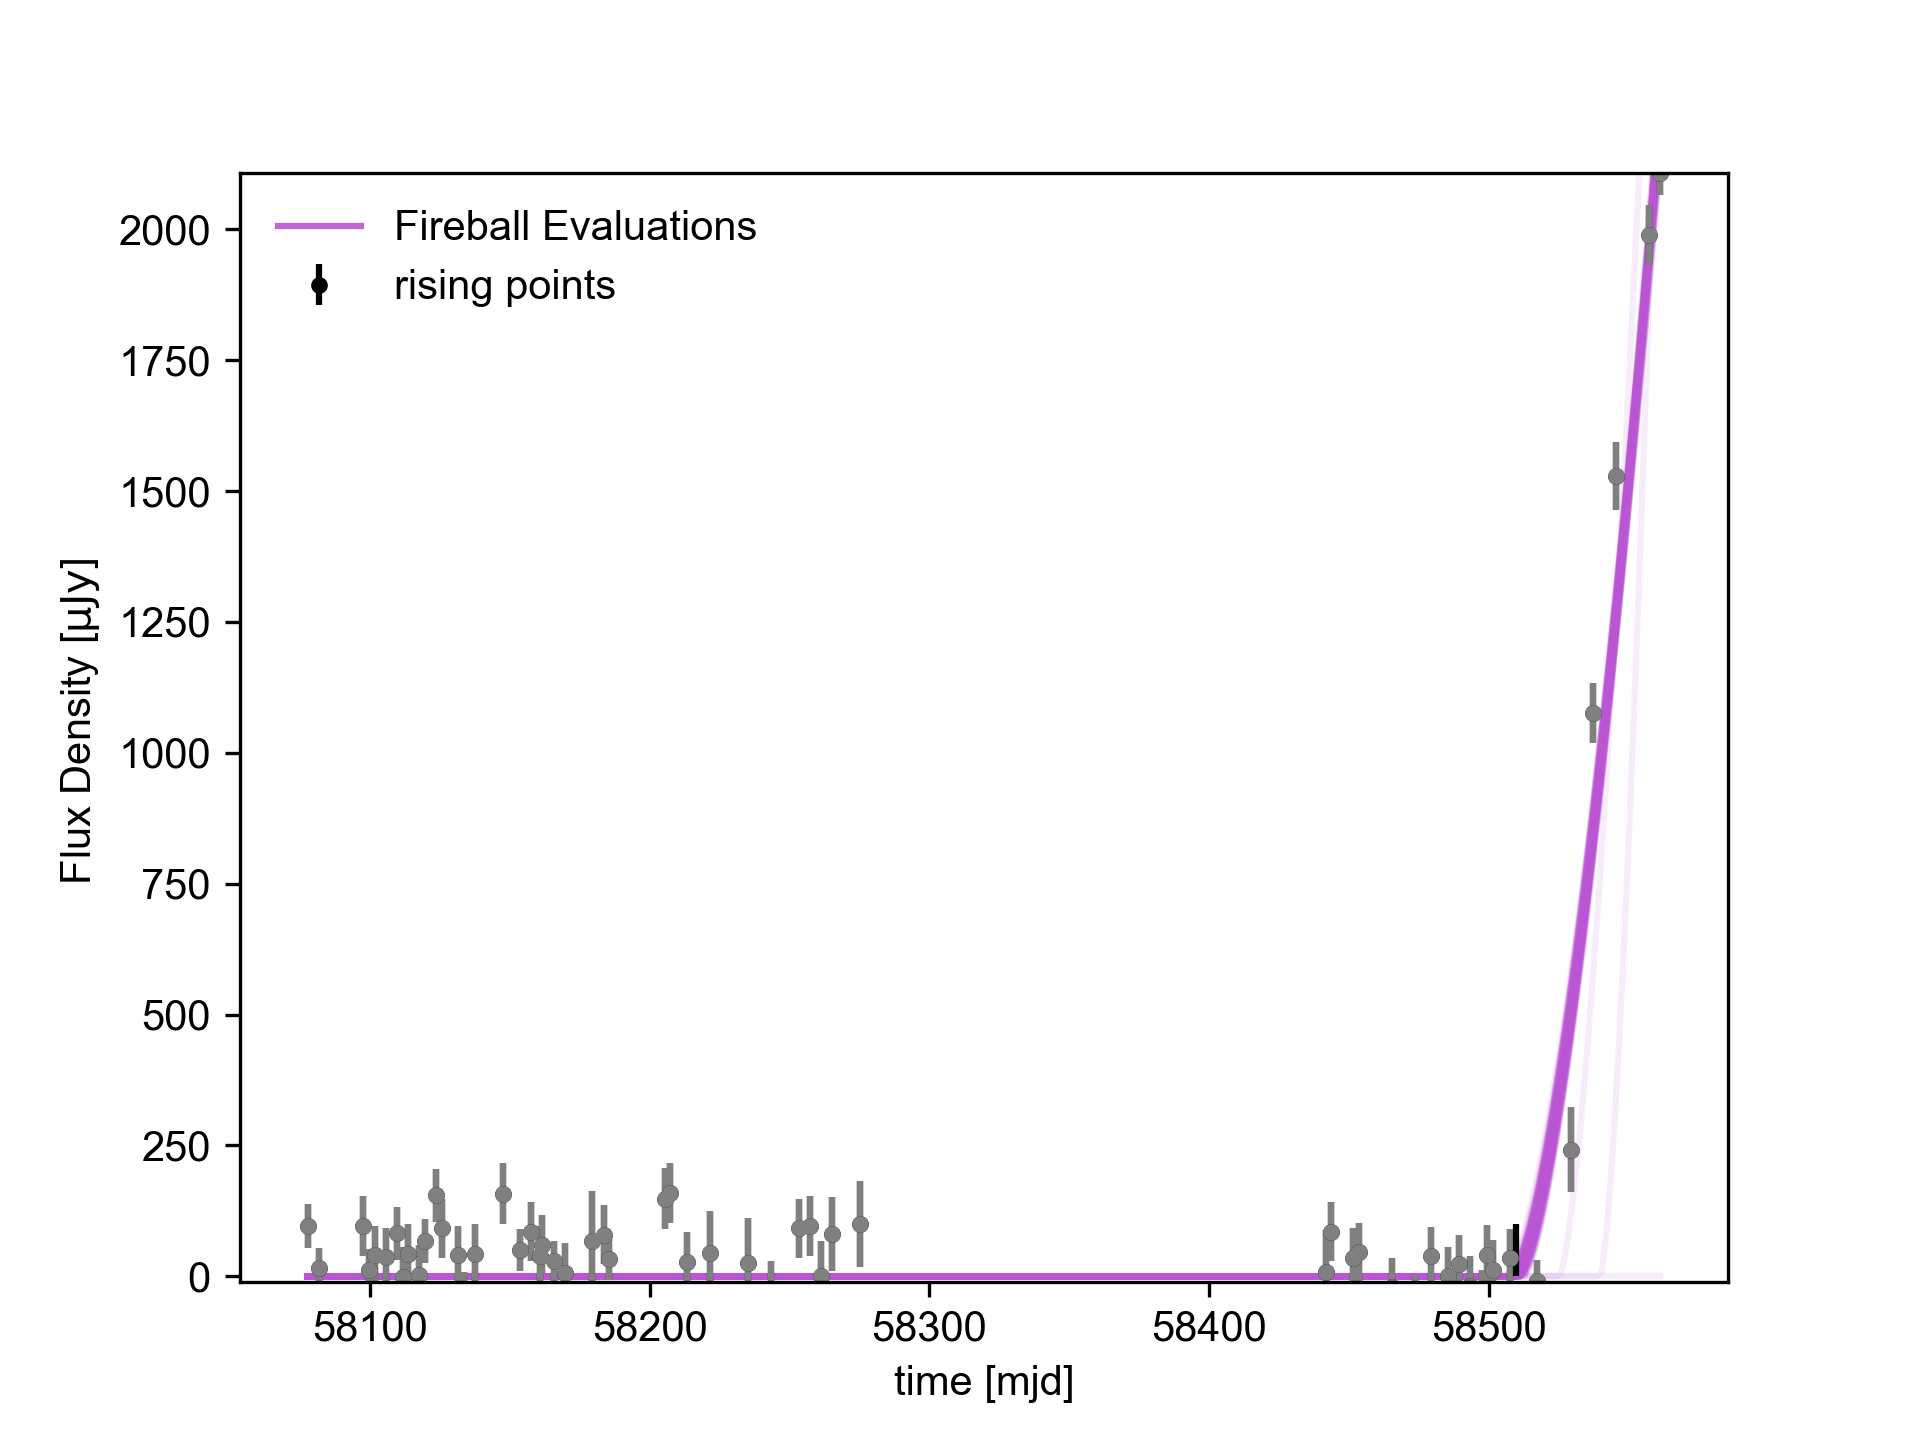 Fireball Evaluations
rising points
2000
1750
1500
1250
1000
750
500
250
0
Flux Density [µJy]
58100 58200 58300 58400 58500
time [mjd]